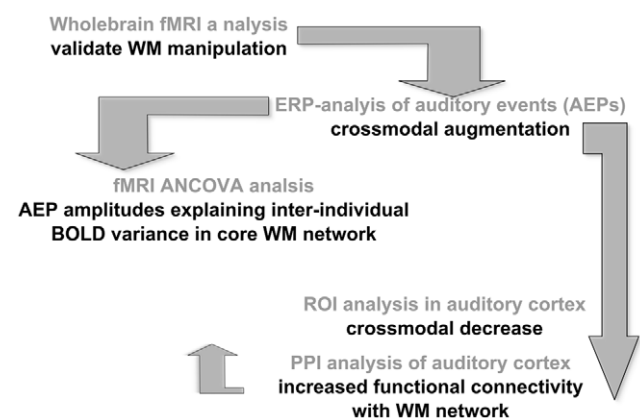 Wholebrain fMRI a nalysis
validate WM manipulation
ERP-analyis of auditory events (AEPs)
crossmodal augmentation
fMRI ANCOVA analsis
AEP amplitudes explaining inter-individual
BOLD variance in core WM network
ROI analysis in auditory cortex
crossmodal decrease
PPI analysis of auditory cortex
increased functional connectivity
with WM network